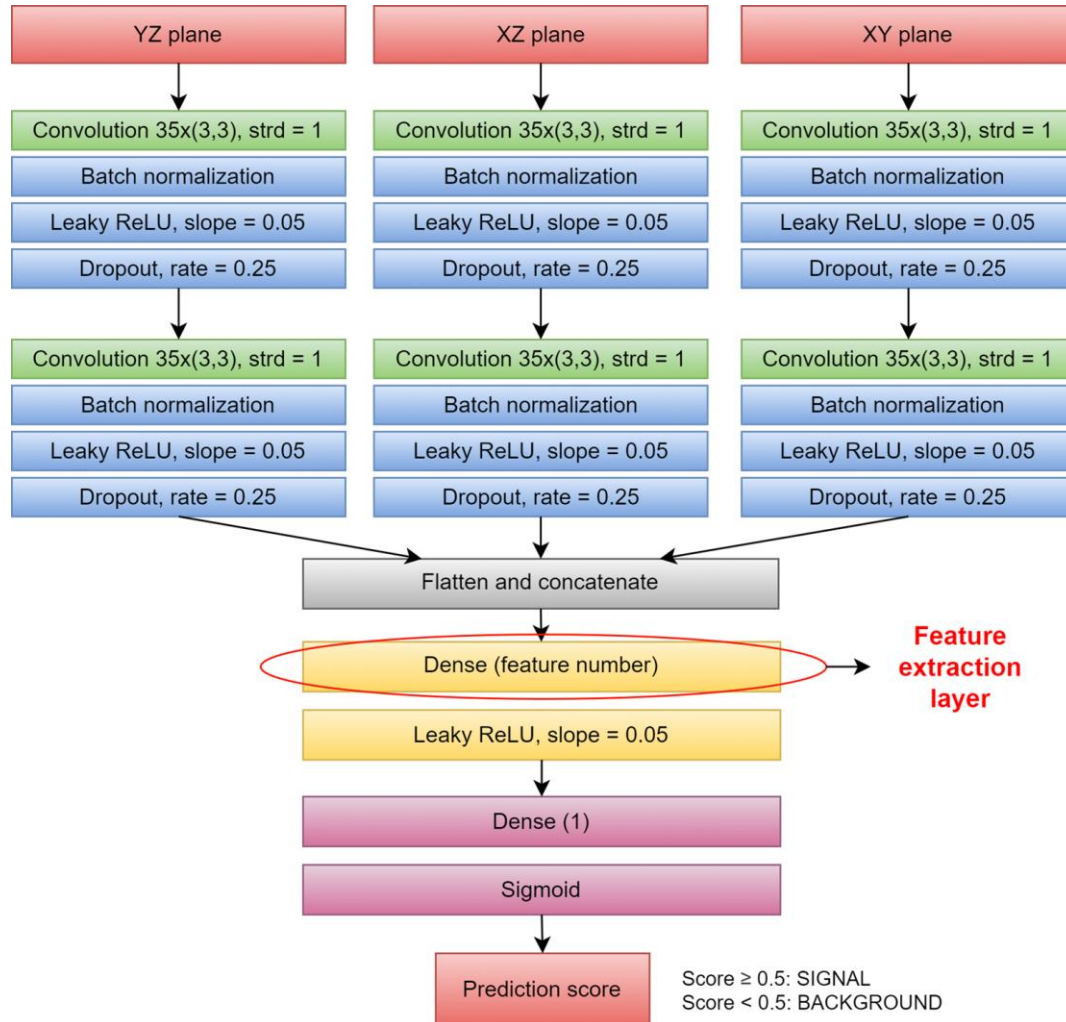 YZ plane
XZ plane
XY plane
Convolution 35x(3,3), strd = 1
Convolution 35x(3,3), strd = 1
Convolution 35x(3,3), strd = 1
Batch normalization
Batch normalization
Batch normalization
Leaky ReLU, slope = 0.05
Leaky ReLU, slope = 0.05
Leaky ReLU, slope = 0.05
Dropout, rate = 0.25
Dropout, rate = 0.25
Dropout, rate = 0.25
Convolution 35x(3,3), strd = 1
Convolution 35x(3,3), strd = 1
Convolution 35x(3,3), strd = 1
Batch normalization
Batch normalization
Batch normalization
Leaky ReLU, slope = 0.05
Leaky ReLU, slope = 0.05
Leaky ReLU, slope = 0.05
Dropout, rate = 0.25
Dropout, rate = 0.25
Dropout, rate = 0.25
Flatten and concatenate
Dense (feature number)
Feature
extraction
layer
Leaky ReLU, slope = 0.05
Dense (1)
Sigmoid
Prediction score
Score ≥ 0.5: SIGNAL
Score < 0.5: BACKGROUND